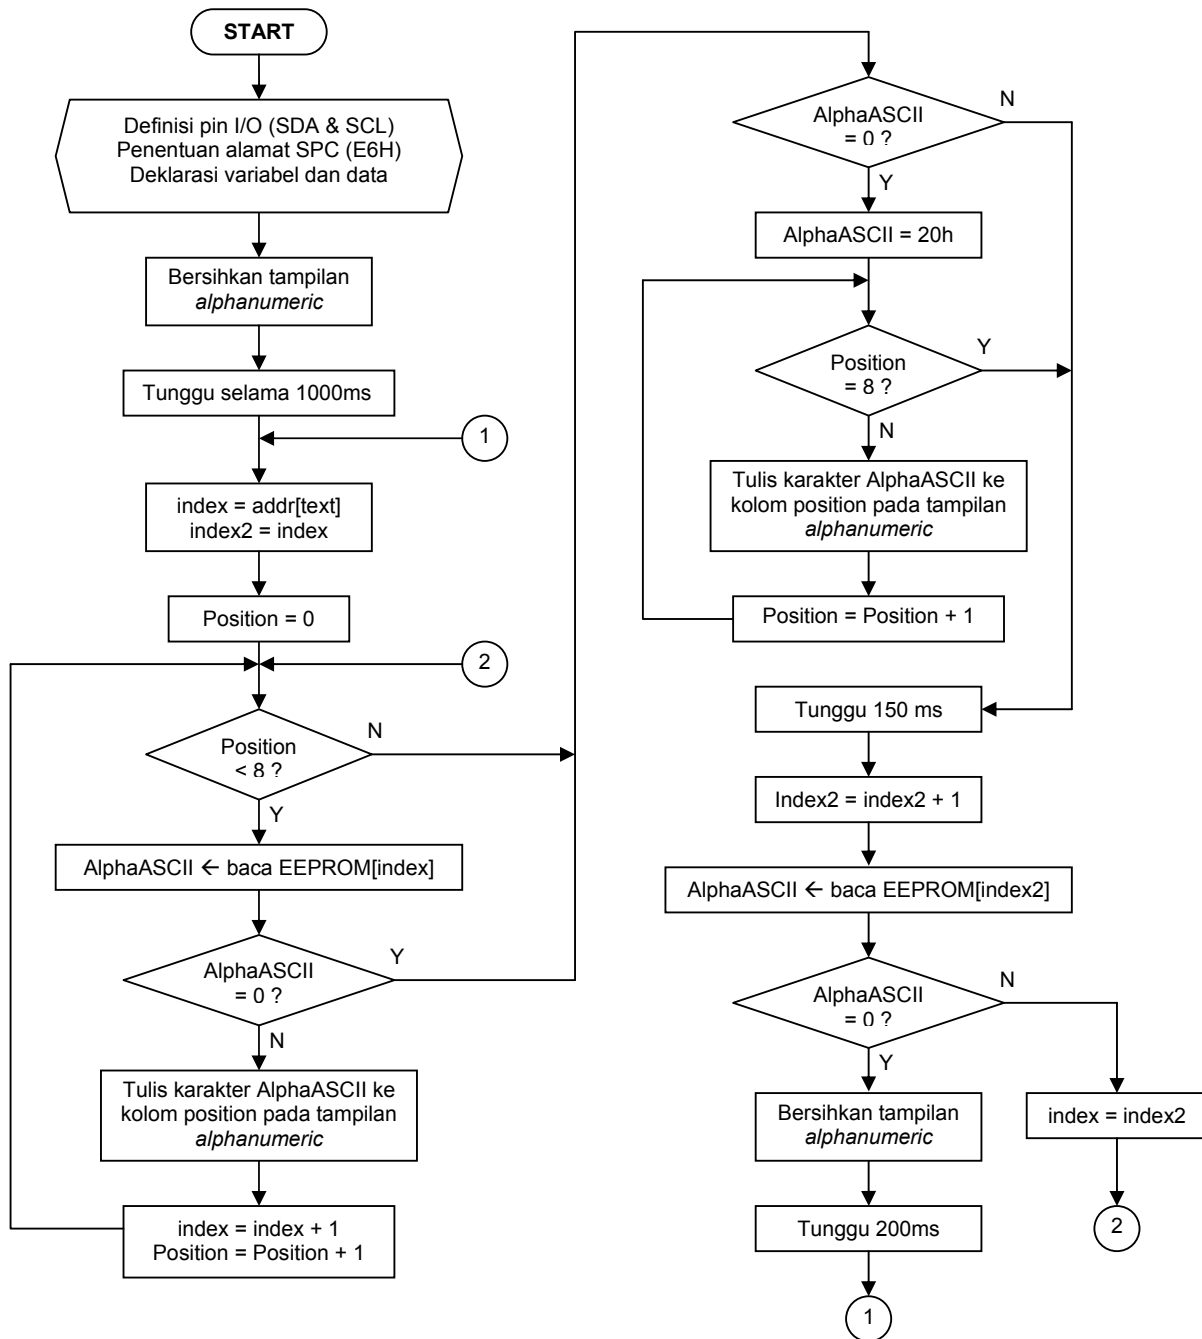 START
Definisi pin I/O (SDA & SCL)
Penentuan alamat SPC (E6H)
Deklarasi variabel dan data
Bersihkan tampilan
alphanumeric
Tunggu selama 1000ms
1
index = addr[text]
index2 = index
Position = 0
2
Position
< 8 ?
N
Y
AlphaASCII ← baca EEPROM[index]
AlphaASCII
= 0 ?
Y
N
Tulis karakter AlphaASCII ke
kolom position pada tampilan
alphanumeric
index = index + 1
Position = Position + 1
AlphaASCII
= 0 ?
N
Y
AlphaASCII = 20h
Position
= 8 ?
Y
N
Tulis karakter AlphaASCII ke
kolom position pada tampilan
alphanumeric
Position = Position + 1
Tunggu 150 ms
Index2 = index2 + 1
AlphaASCII ← baca EEPROM[index2]
AlphaASCII
= 0 ?
N
Y
Bersihkan tampilan
alphanumeric
index = index2
Tunggu 200ms
2
1